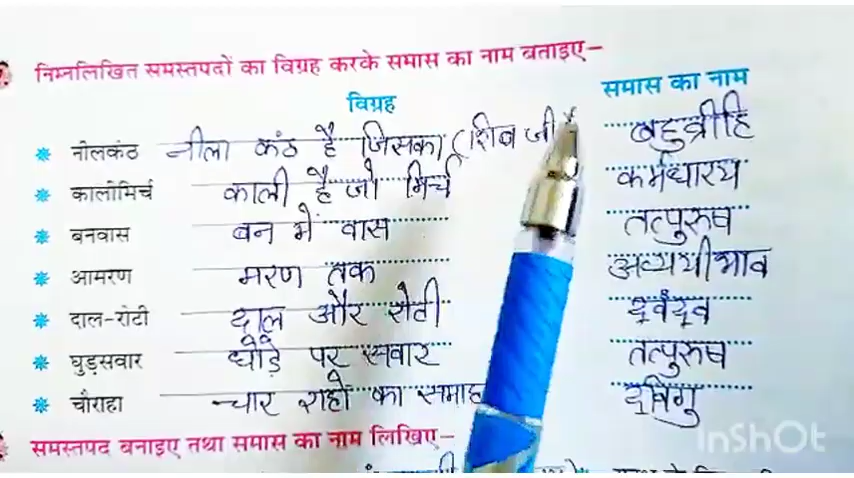 निम्नलिखित समस्तपदों का विग्रह करके समास का नाम बताइए–
विग्रह समास का नाम
नीलकंठ नीला कंठ है जिसका (शिव जी बहुव्रीहि
कालीमिर्च काली है जो मिर्च कर्मधारय
बनवास बन में वास तत्पुरुष
आमरण मरण तक अव्ययीभाव
दाल-रोटी दाल और रोटी द्वंद्व
घुड़सवार घोड़े पर सवार तत्पुरुष
चौराहा चार राहों का द्विगु
समस्तपद बनाइए तथा समास का नाम लिखिए–
InShOt